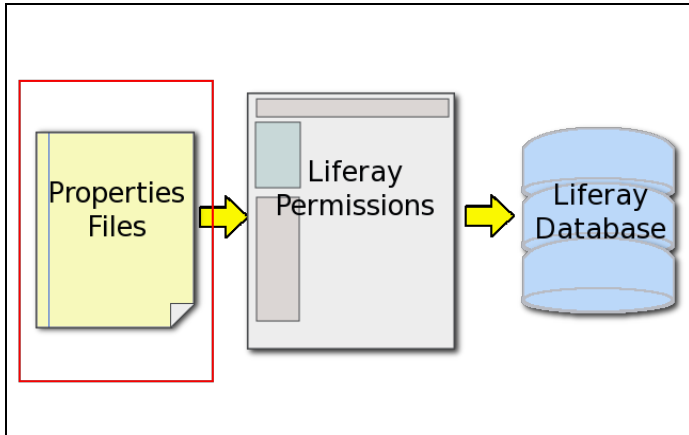 Properties
Files
Liferay
Permissions
Liferay
Database